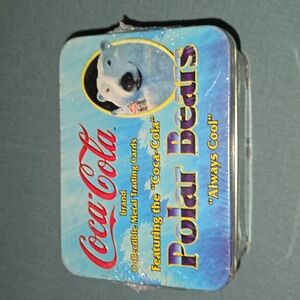 Coca-Cola
brand
Collectible Metal Trading Cards
Featuring the "Coca-Cola"
Polar Bears
"Always Cool"